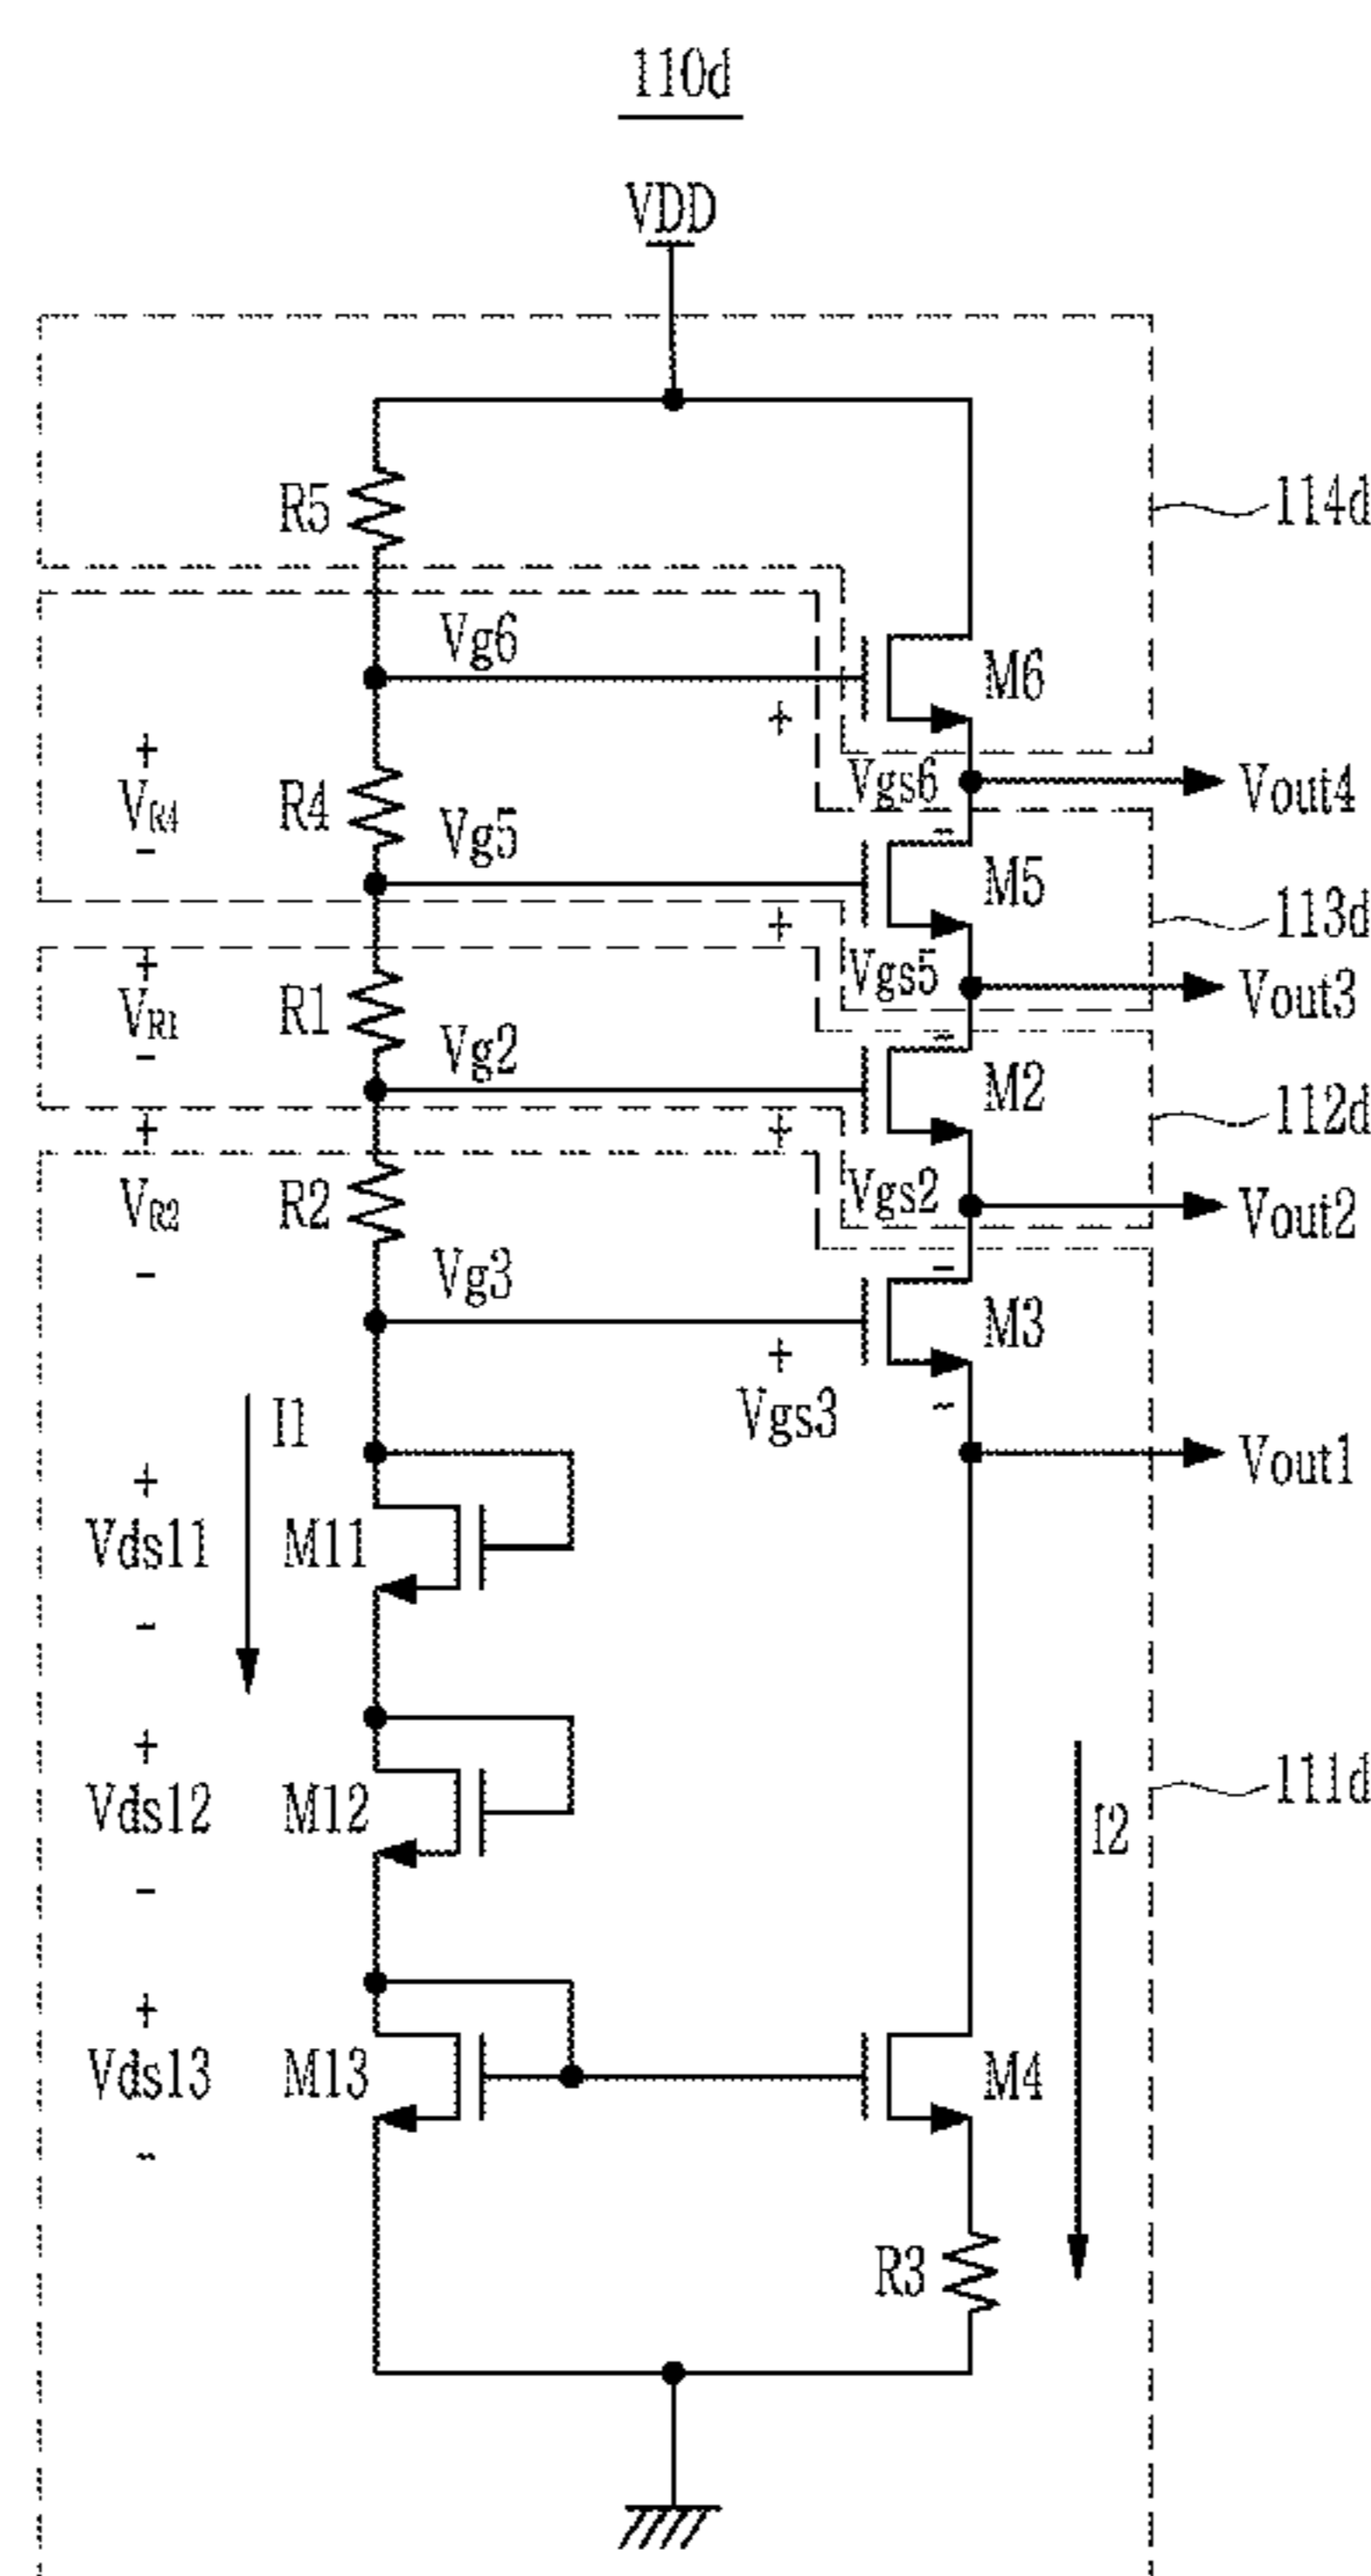 110d
VDD
R5
114d
Vg6
M6
+
+
VR4
-
R4
Vg5
Vgs6
-
Vout4
M5
113d
+
+
VR1
-
R1
Vg2
Vgs5
-
Vout3
M2
112d
+
+
VR2
-
R2
Vg3
Vgs2
-
Vout2
M3
+
Vgs3
-
I1
Vout1
+
Vds11
-
M11
+
Vds12
-
M12
111d
I2
+
Vds13
-
M13
M4
R3